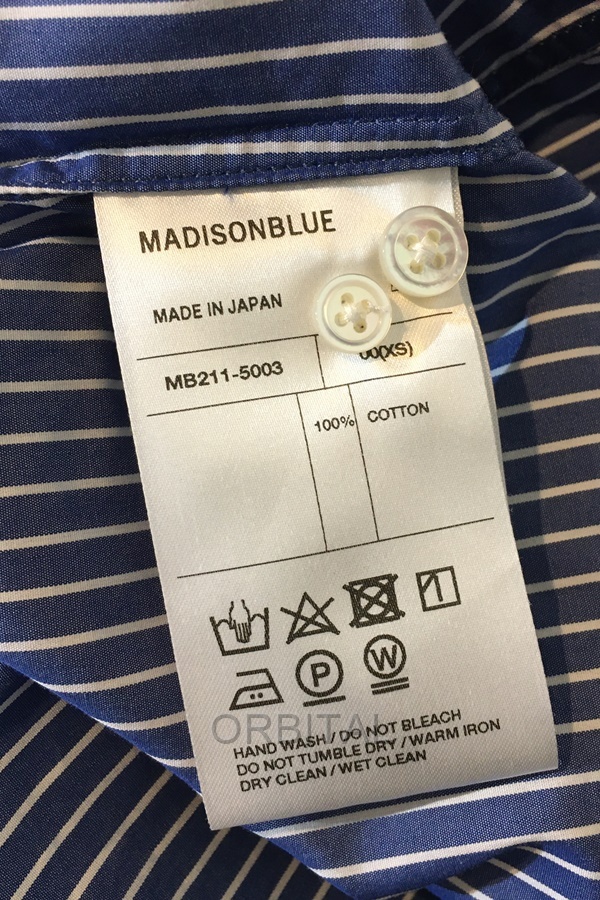 MADISONBLUE
MADE IN JAPAN
MB211-5003
00(XS)
100% COTTON
P W
ORBITAL
HAND WASH / DO NOT BLEACH
DO NOT TUMBLE DRY / WARM IRON
DRY CLEAN / WET CLEAN